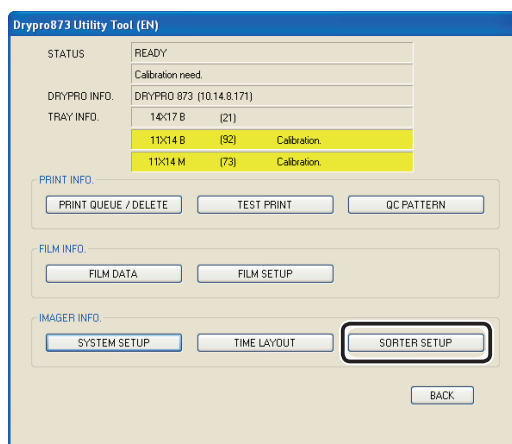 Drypro873 Utility Tool (EN)
STATUS READY
Calibration need.
DRYPRO INFO. DRYPRO 873 (10.14.8.171)
TRAY INFO. 14X17 B (21)
11X14 B (92) Calibration.
11X14 M (73) Calibration.
PRINT INFO.
PRINT QUEUE / DELETE TEST PRINT QC PATTERN
FILM INFO.
FILM DATA FILM SETUP
IMAGER INFO.
SYSTEM SETUP TIME LAYOUT SORTER SETUP
BACK